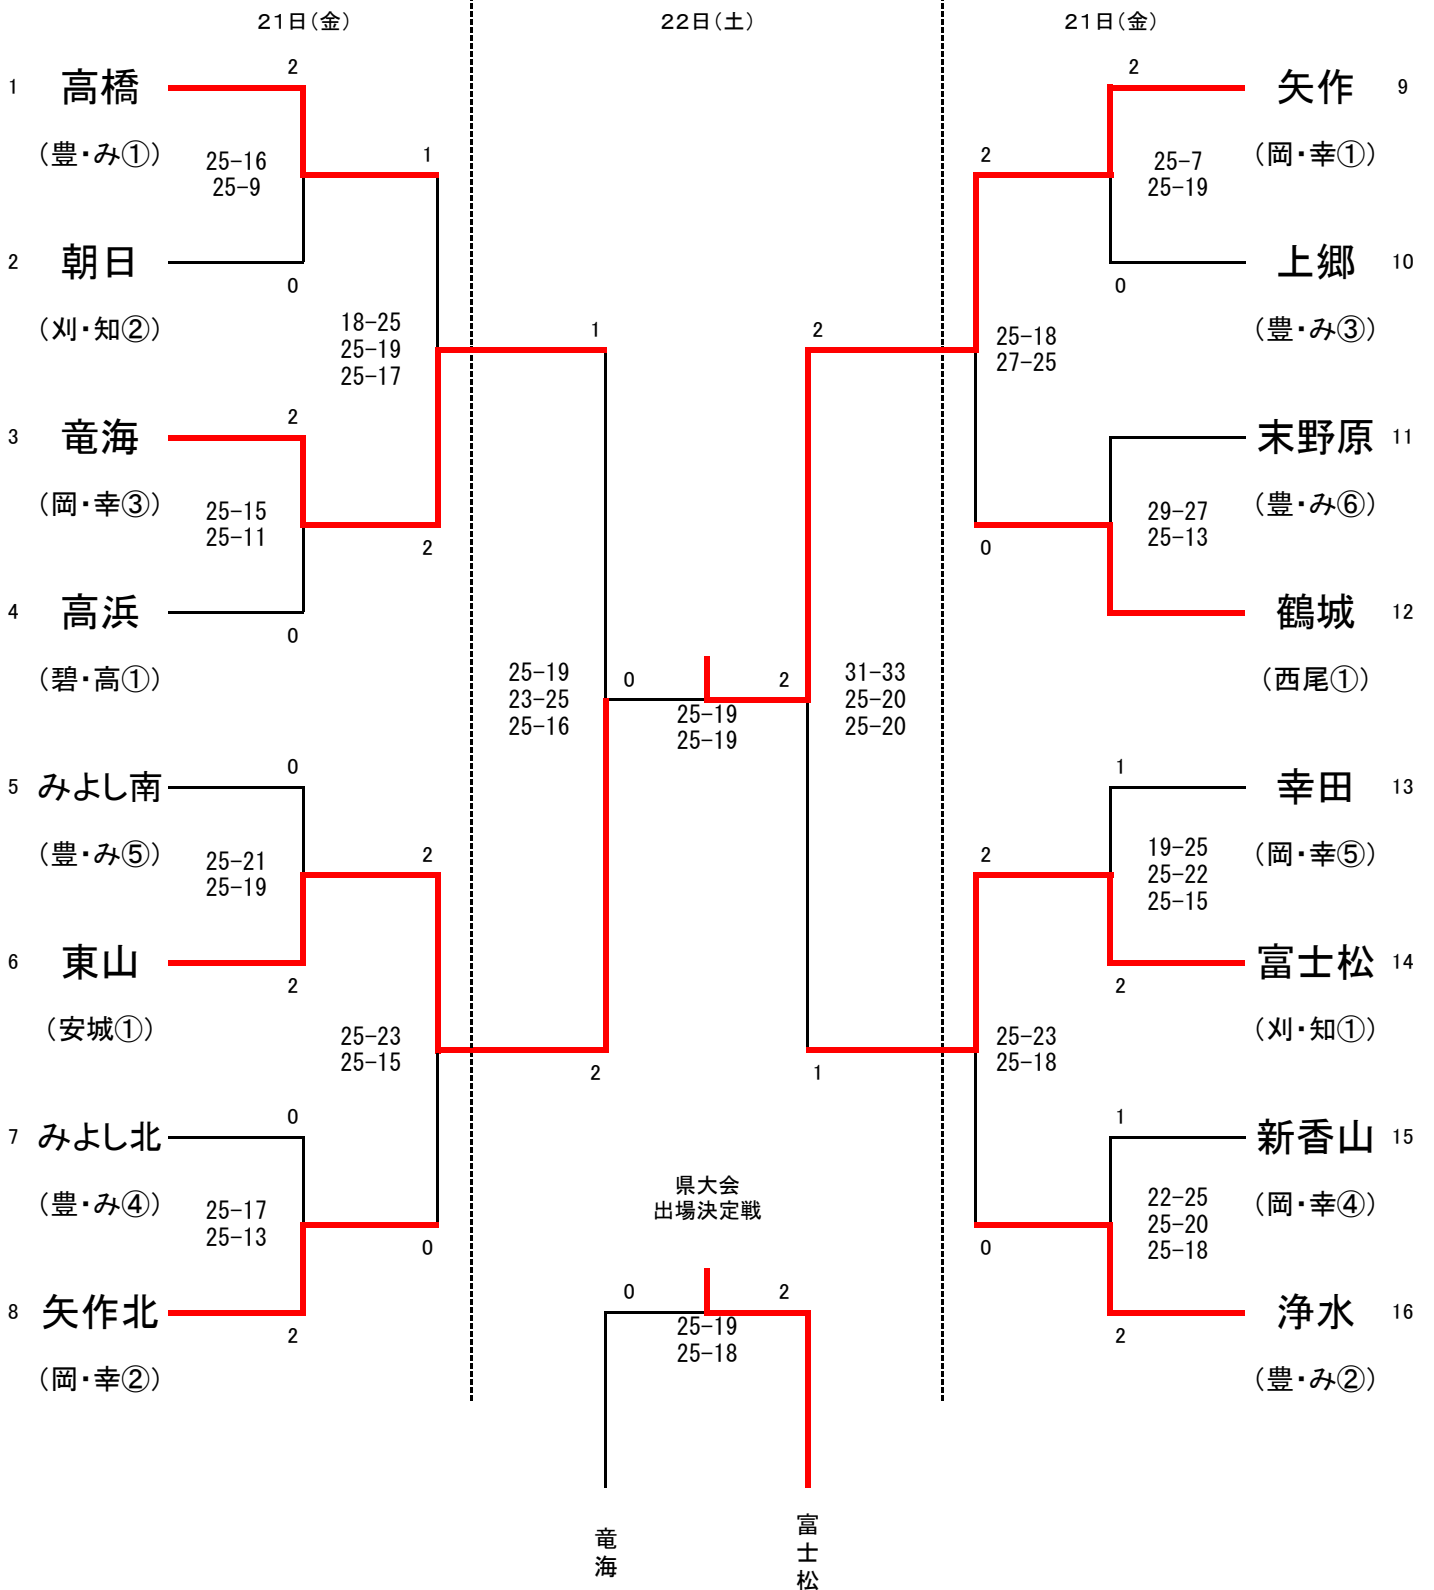 21日(金)
22日(土)
21日(金)
1
高橋
(豊・み①)
2
25-16
25-9
2
朝日
(刈・知②)
0
1
18-25
25-19
25-17
3
竜海
(岡・幸③)
2
25-15
25-11
2
4
高浜
(碧・高①)
0
1
25-19
23-25
25-16
5
みよし南
(豊・み⑤)
0
25-21
25-19
2
6
東山
(安城①)
2
25-23
25-15
2
7
みよし北
(豊・み④)
0
25-17
25-13
0
8
矢作北
(岡・幸②)
2
0
2
25-19
25-19
2
31-33
25-20
25-20
1
2
矢作
9
(岡・幸①)
25-7
25-19
2
上郷
10
(豊・み③)
0
25-18
27-25
末野原
11
(豊・み⑥)
29-27
25-13
0
鶴城
12
(西尾①)
1
幸田
13
(岡・幸⑤)
19-25
25-22
25-15
2
富士松
14
(刈・知①)
2
25-23
25-18
1
新香山
15
(岡・幸④)
22-25
25-20
25-18
0
浄水
16
(豊・み②)
2
県大会
出場決定戦
0
2
25-19
25-18
竜海
富士松